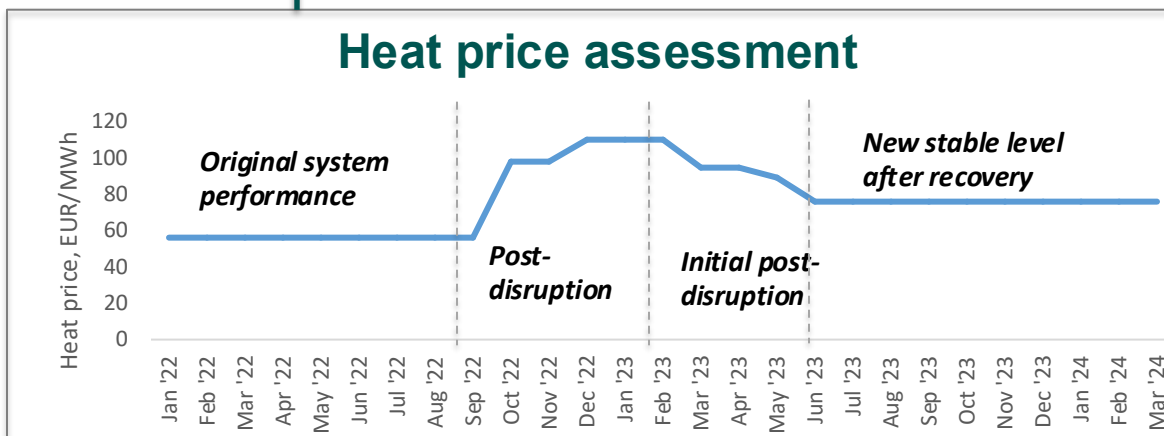 Heat price assessment
Heat price, EUR/MWh
120
100
80
60
40
20
0
Original system
performance
Post-
disruption
Initial post-
disruption
New stable level
after recovery
Jan '22
Feb '22
Mar '22
Apr '22
May '22
Jun '22
Jul '22
Aug '22
Sep '22
Oct '22
Nov '22
Dec '22
Jan '23
Feb '23
Mar '23
Apr '23
May '23
Jun '23
Jul '23
Aug '23
Sep '23
Oct '23
Nov '23
Dec '23
Jan '24
Feb '24
Mar '24